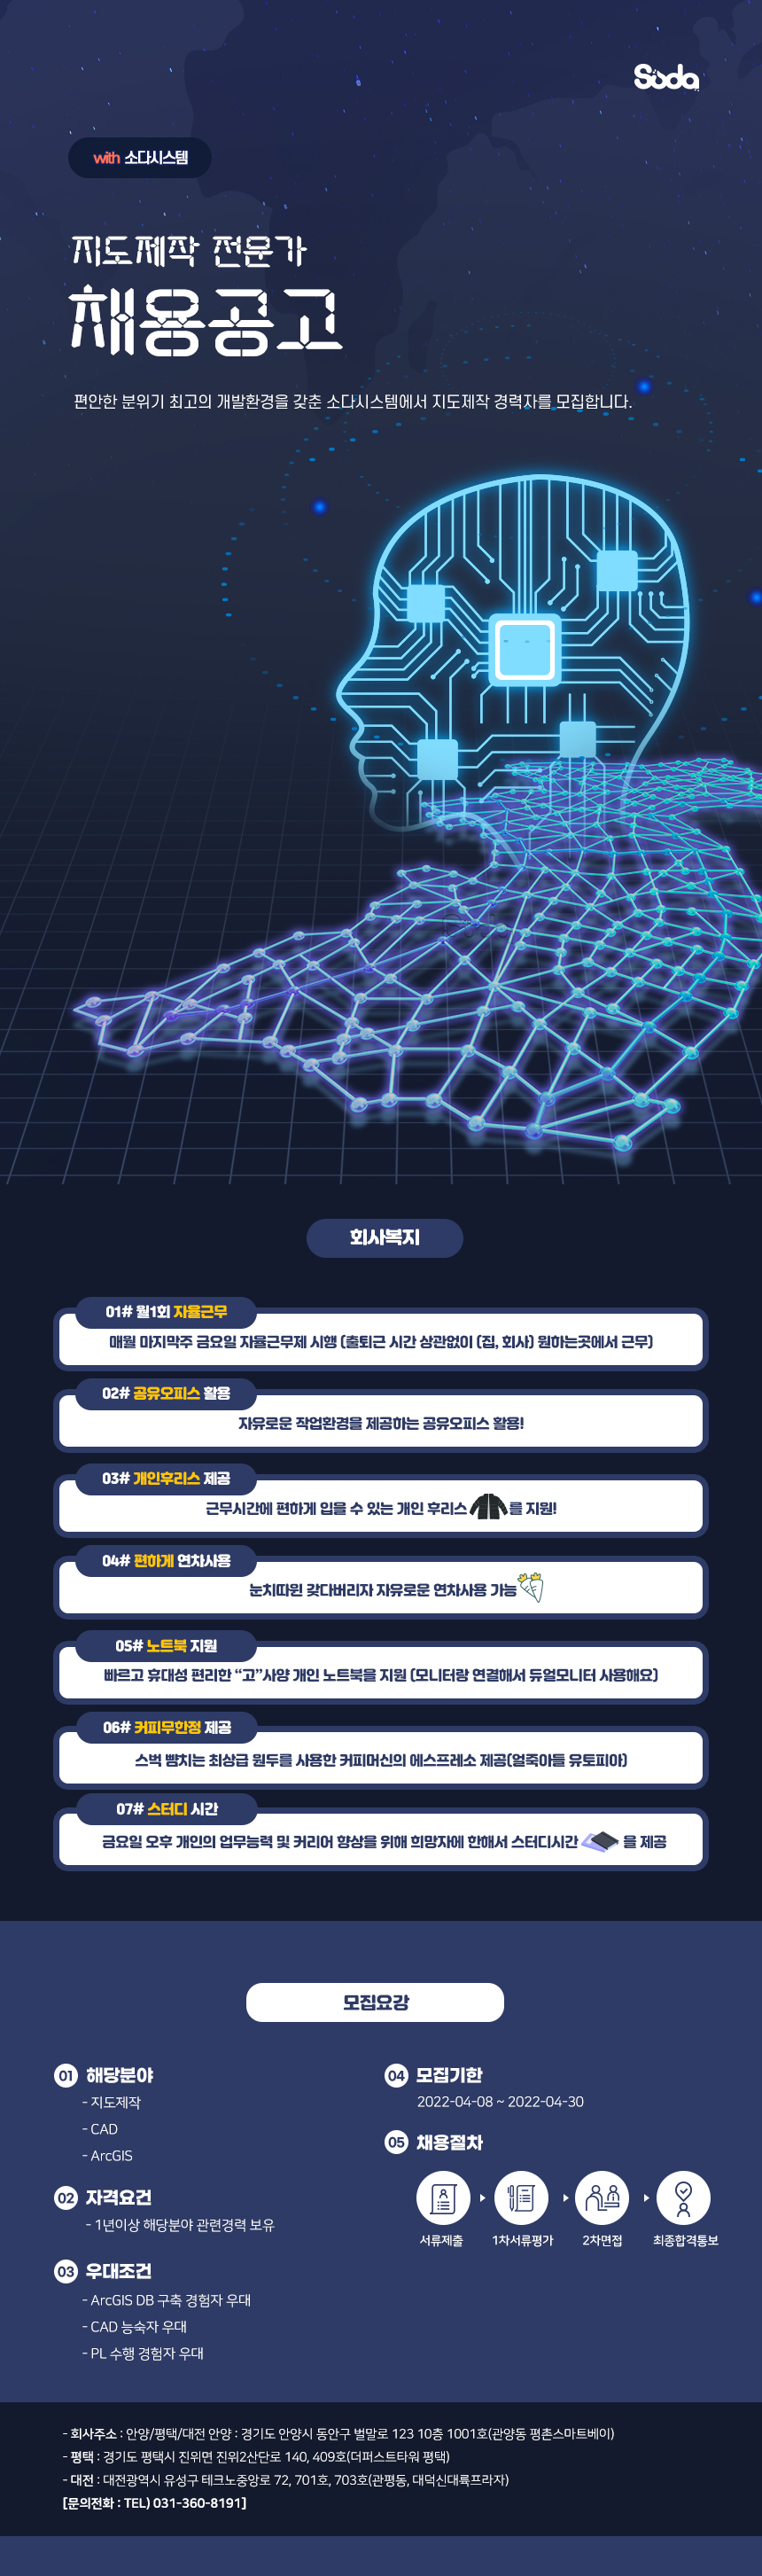 Soda
with 소다시스템
지도제작 전문가
채용공고
편안한 분위기 최고의 개발환경을 갖춘 소다시스템에서 지도제작 경력자를 모집합니다.
회사복지
01# 월1회 자율근무
매월 마지막주 금요일 자율근무제 시행 (출퇴근 시간 상관없이 (집, 회사) 원하는곳에서 근무)
02# 공유오피스 활용
자유로운 작업환경을 제공하는 공유오피스 활용!
03# 개인후리스 제공
근무시간에 편하게 입을 수 있는 개인 후리스 를 지원!
04# 편하게 연차사용
눈치따윈 갖다버리자 자유로운 연차사용 가능
05# 노트북 지원
빠르고 휴대성 편리한 “고”사양 개인 노트북을 지원 (모니터랑 연결해서 듀얼모니터 사용해요)
06# 커피무한정 제공
스벅 뺨치는 최상급 원두를 사용한 커피머신의 에스프레소 제공(얼죽아들 유토피아)
07# 스터디 시간
금요일 오후 개인의 업무능력 및 커리어 향상을 위해 희망자에 한해서 스터디시간 을 제공
모집요강
01 해당분야
- 지도제작
- CAD
- ArcGIS
02 자격요건
- 1년이상 해당분야 관련경력 보유
03 우대조건
- ArcGIS DB 구축 경험자 우대
- CAD 능숙자 우대
- PL 수행 경험자 우대
04 모집기한
2022-04-08 ~ 2022-04-30
05 채용절차
서류제출 1차서류평가 2차면접 최종합격통보
- 회사주소 : 안양/평택/대전 안양 : 경기도 안양시 동안구 벌말로 123 10층 1001호(관양동 평촌스마트베이)
- 평택 : 경기도 평택시 진위면 진위2산단로 140, 409호(더퍼스트타워 평택)
- 대전 : 대전광역시 유성구 테크노중앙로 72, 701호, 703호(관평동, 대덕신대륙프라자)
[문의전화 : TEL) 031-360-8191]